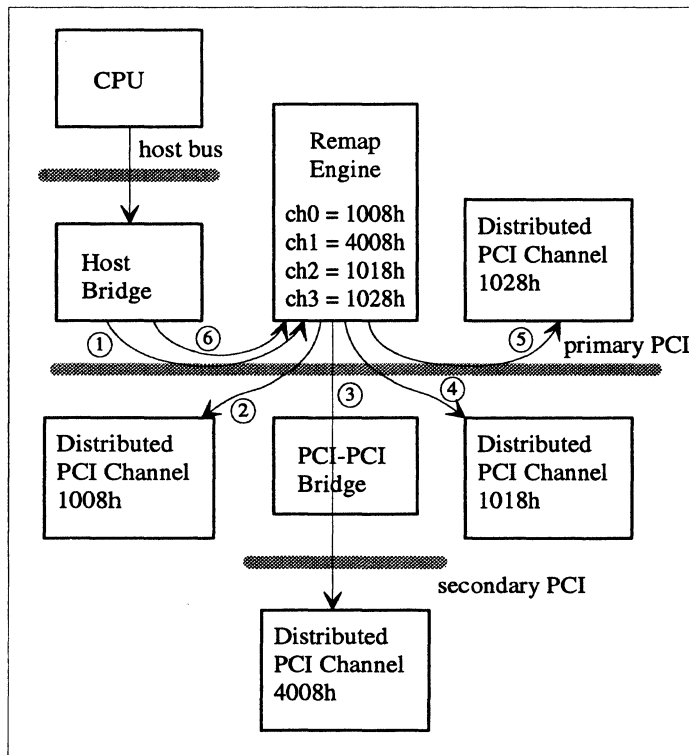 CPU
host bus
Remap
Engine
ch0 = 1008h
ch1 = 4008h
ch2 = 1018h
ch3 = 1028h
Host
Bridge
Distributed
PCI Channel
1028h
1
6
5
primary PCI
2
3
4
Distributed
PCI Channel
1008h
PCI-PCI
Bridge
Distributed
PCI Channel
1018h
secondary PCI
Distributed
PCI Channel
4008h